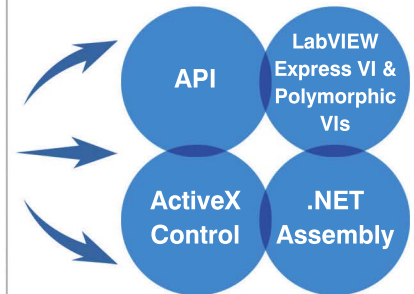 API
LabVIEW
Express VI &
Polymorphic
VIs
ActiveX
Control
.NET
Assembly